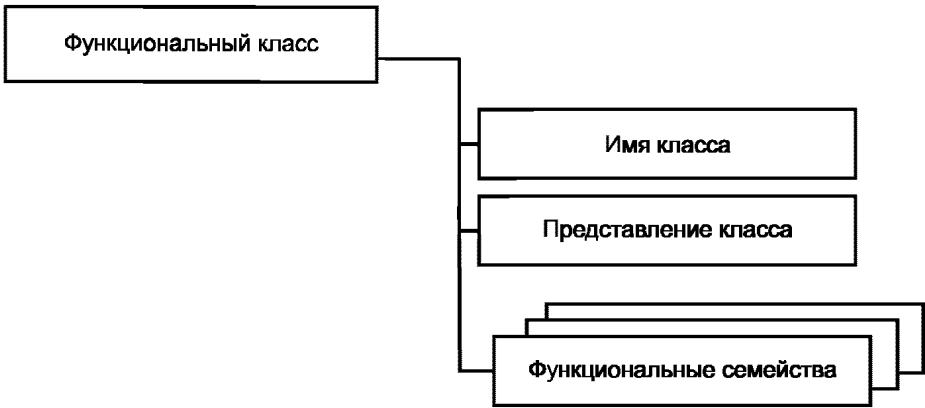 Функциональный класс
Имя класса
Представление класса
Функциональные семейства